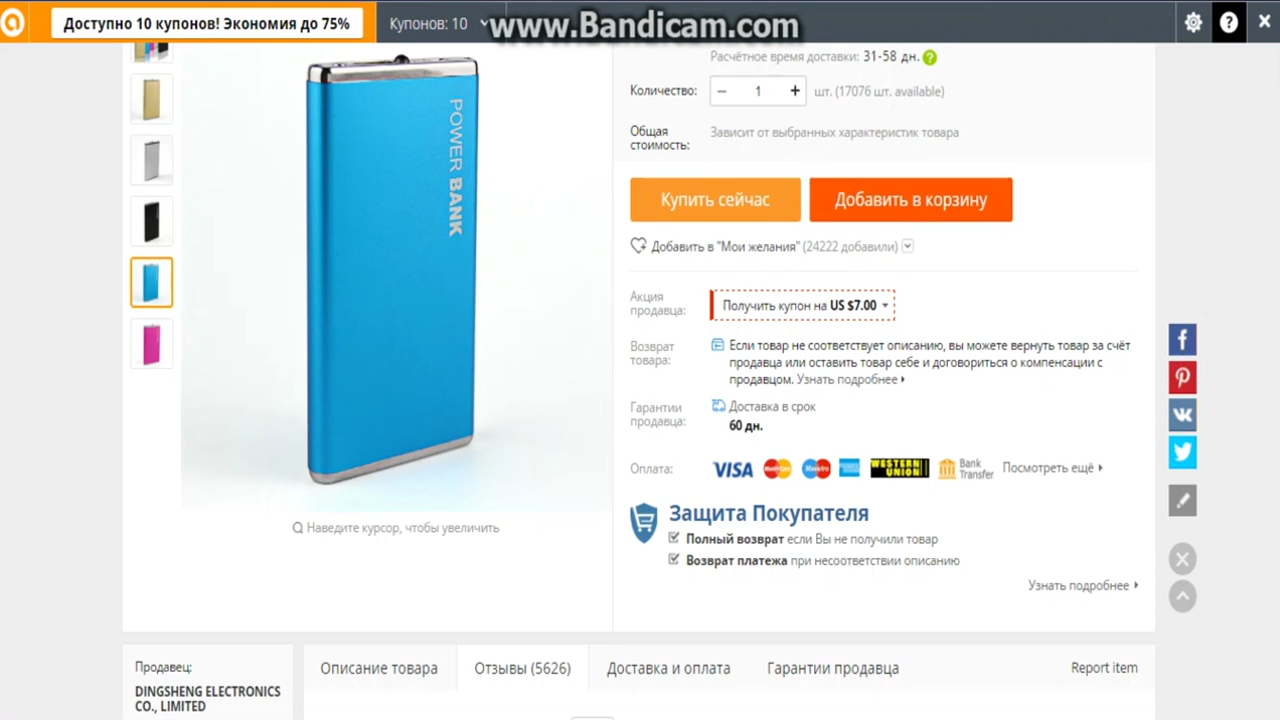 Доступно 10 купонов! Экономия до 75%
Купонов: 10
www.Bandicam.com
Расчётное время доставки: 31-58 дн.
Количество: 1 шт. (17076 шт. available)
Общая стоимость: Зависит от выбранных характеристик товара
POWER BANK
Купить сейчас
Добавить в корзину
Добавить в "Мои желания" (24222 добавили)
Акция продавца: Получить купон на US $7.00
Возврат товара: Если товар не соответствует описанию, вы можете вернуть товар за счёт
продавца или оставить товар себе и договориться о компенсации с
продавцом. Узнать подробнее
Гарантии продавца: Доставка в срок
60 дн.
Оплата: VISA MasterCard Maestro WESTERN UNION Bank Transfer Посмотреть ещё
Наведите курсор, чтобы увеличить
Защита Покупателя
Полный возврат если Вы не получили товар
Возврат платежа при несоответствии описанию
Узнать подробнее
Продавец:
DINGSHENG ELECTRONICS
CO., LIMITED
Описание товара
Отзывы (5626)
Доставка и оплата
Гарантии продавца
Report item